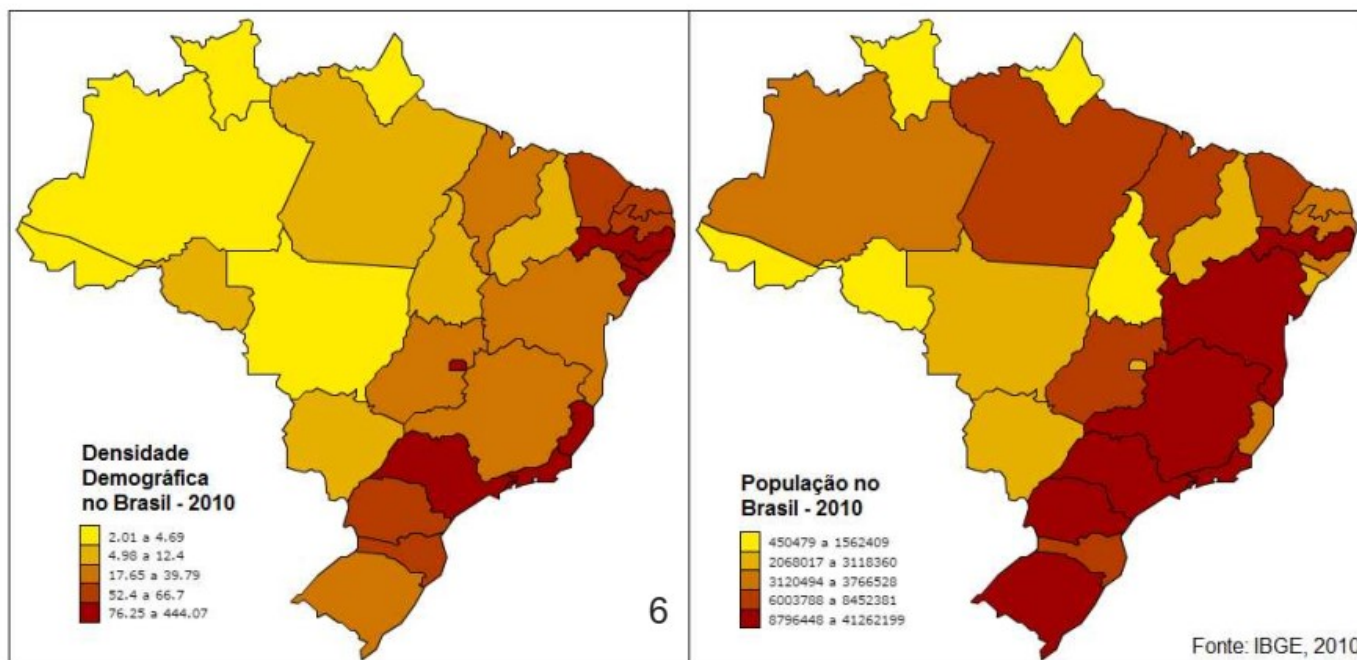 Densidade
Demográfica
no Brasil - 2010
2.01 a 4.69
4.98 a 12.4
17.65 a 39.79
52.4 a 66.7
76.25 a 444.07
6
População no
Brasil - 2010
450479 a 1562409
2068017 a 3118360
3120494 a 3766528
6003788 a 8452381
8796448 a 41262199
Fonte: IBGE, 2010